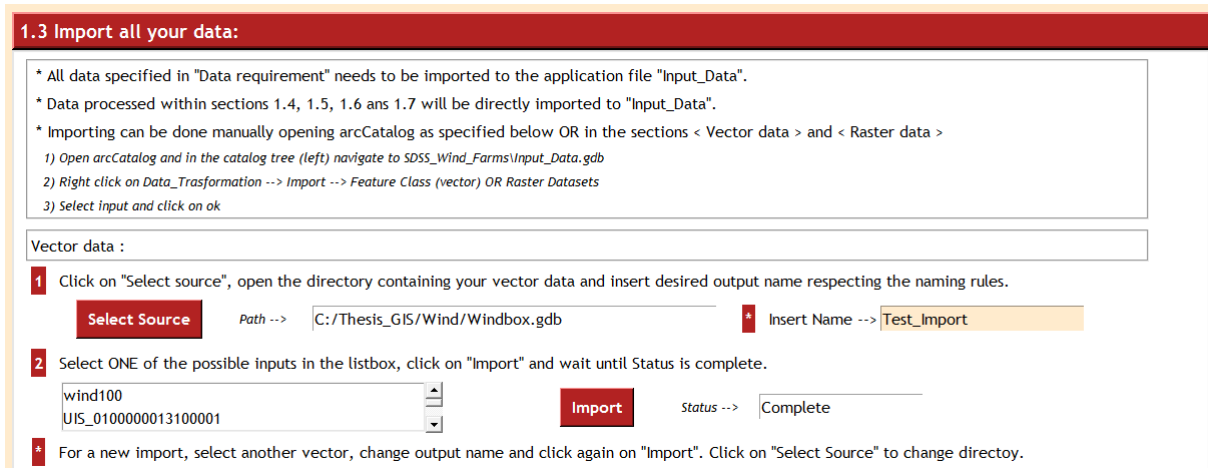 1.3 Import all your data:
* All data specified in "Data requirement" needs to be imported to the application file "Input_Data".
* Data processed within sections 1.4, 1.5, 1.6 ans 1.7 will be directly imported to "Input_Data".
* Importing can be done manually opening arcCatalog as specified below OR in the sections < Vector data > and < Raster data >
1) Open arcCatalog and in the catalog tree (left) navigate to SDSS_Wind_Farms\Input_Data.gdb
2) Right click on Data_Trasformation --> Import --> Feature Class (vector) OR Raster Datasets
3) Select input and click on ok
Vector data :
1 Click on "Select source", open the directory containing your vector data and insert desired output name respecting the naming rules.
Select Source Path --> C:/Thesis_GIS/Wind/Windbox.gdb * Insert Name --> Test_Import
2 Select ONE of the possible inputs in the listbox, click on "Import" and wait until Status is complete.
wind100
UIS_0100000013100001
Import Status --> Complete
* For a new import, select another vector, change output name and click again on "Import". Click on "Select Source" to change directoy.